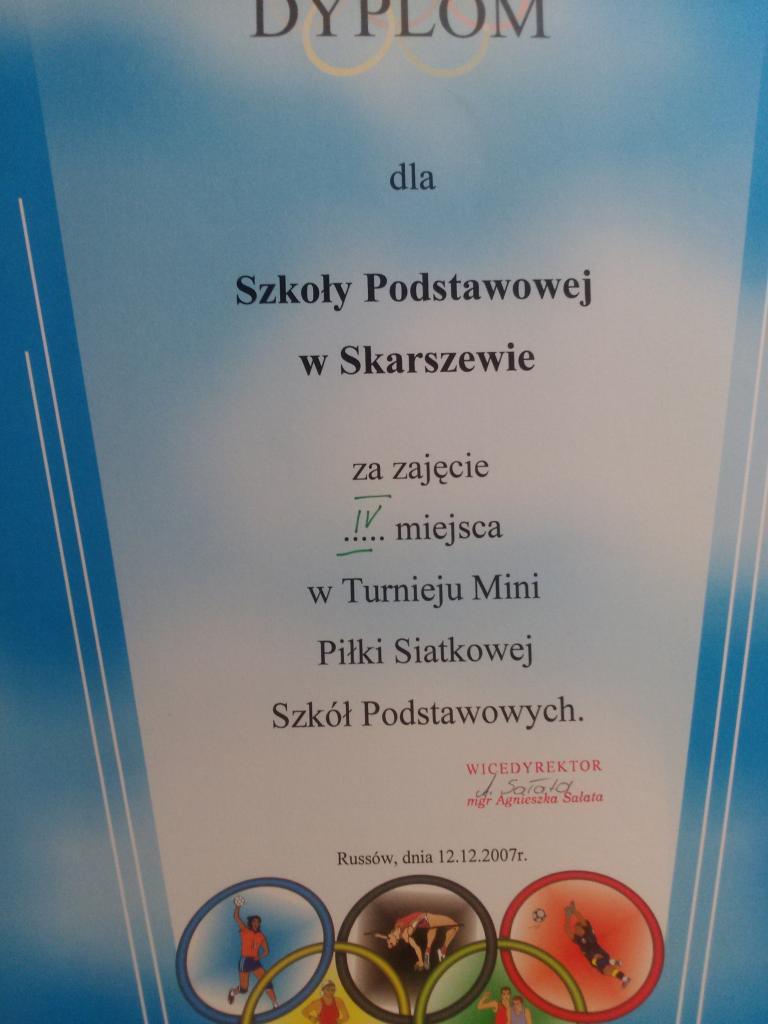 DYPLOM
dla
Szkoły Podstawowej
w Skarszewie
za zajęcie
IV
..... miejsca
w Turnieju Mini
Piłki Siatkowej
Szkół Podstawowych.
WICEDYREKTOR
A. Sałata
mgr Agnieszka Sałata
Russów, dnia 12.12.2007r.